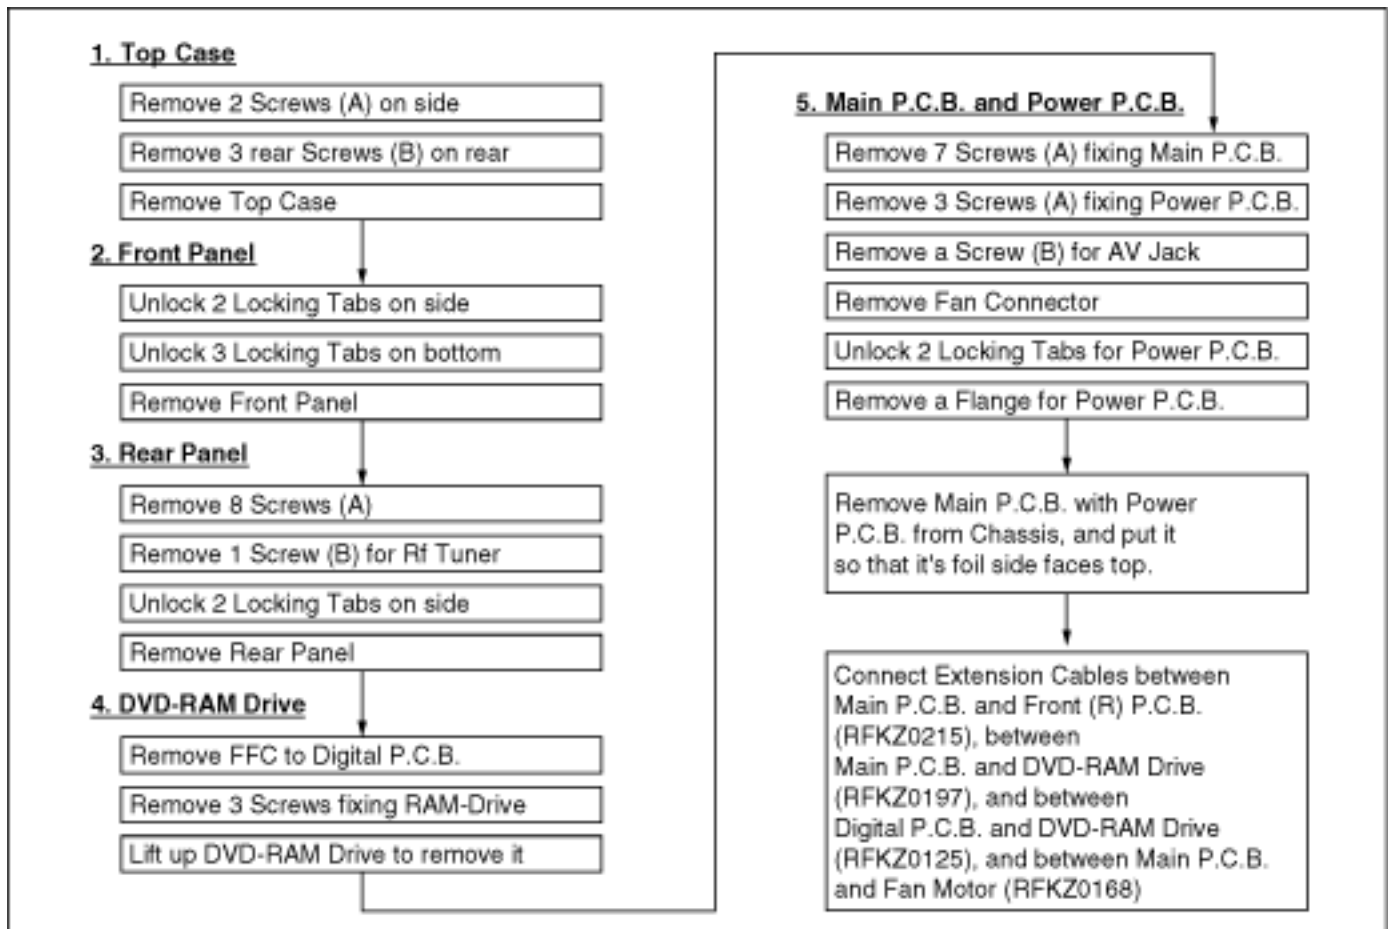 1. Top Case
Remove 2 Screws (A) on side
Remove 3 rear Screws (B) on rear
Remove Top Case
2. Front Panel
Unlock 2 Locking Tabs on side
Unlock 3 Locking Tabs on bottom
Remove Front Panel
3. Rear Panel
Remove 8 Screws (A)
Remove 1 Screw (B) for Rf Tuner
Unlock 2 Locking Tabs on side
Remove Rear Panel
4. DVD-RAM Drive
Remove FFC to Digital P.C.B.
Remove 3 Screws fixing RAM-Drive
Lift up DVD-RAM Drive to remove it
5. Main P.C.B. and Power P.C.B.
Remove 7 Screws (A) fixing Main P.C.B.
Remove 3 Screws (A) fixing Power P.C.B.
Remove a Screw (B) for AV Jack
Remove Fan Connector
Unlock 2 Locking Tabs for Power P.C.B.
Remove a Flange for Power P.C.B.
Remove Main P.C.B. with Power
P.C.B. from Chassis, and put it
so that it's foil side faces top.
Connect Extension Cables between
Main P.C.B. and Front (R) P.C.B.
(RFKZ0215), between
Main P.C.B. and DVD-RAM Drive
(RFKZ0197), and between
Digital P.C.B. and DVD-RAM Drive
(RFKZ0125), and between Main P.C.B.
and Fan Motor (RFKZ0168)